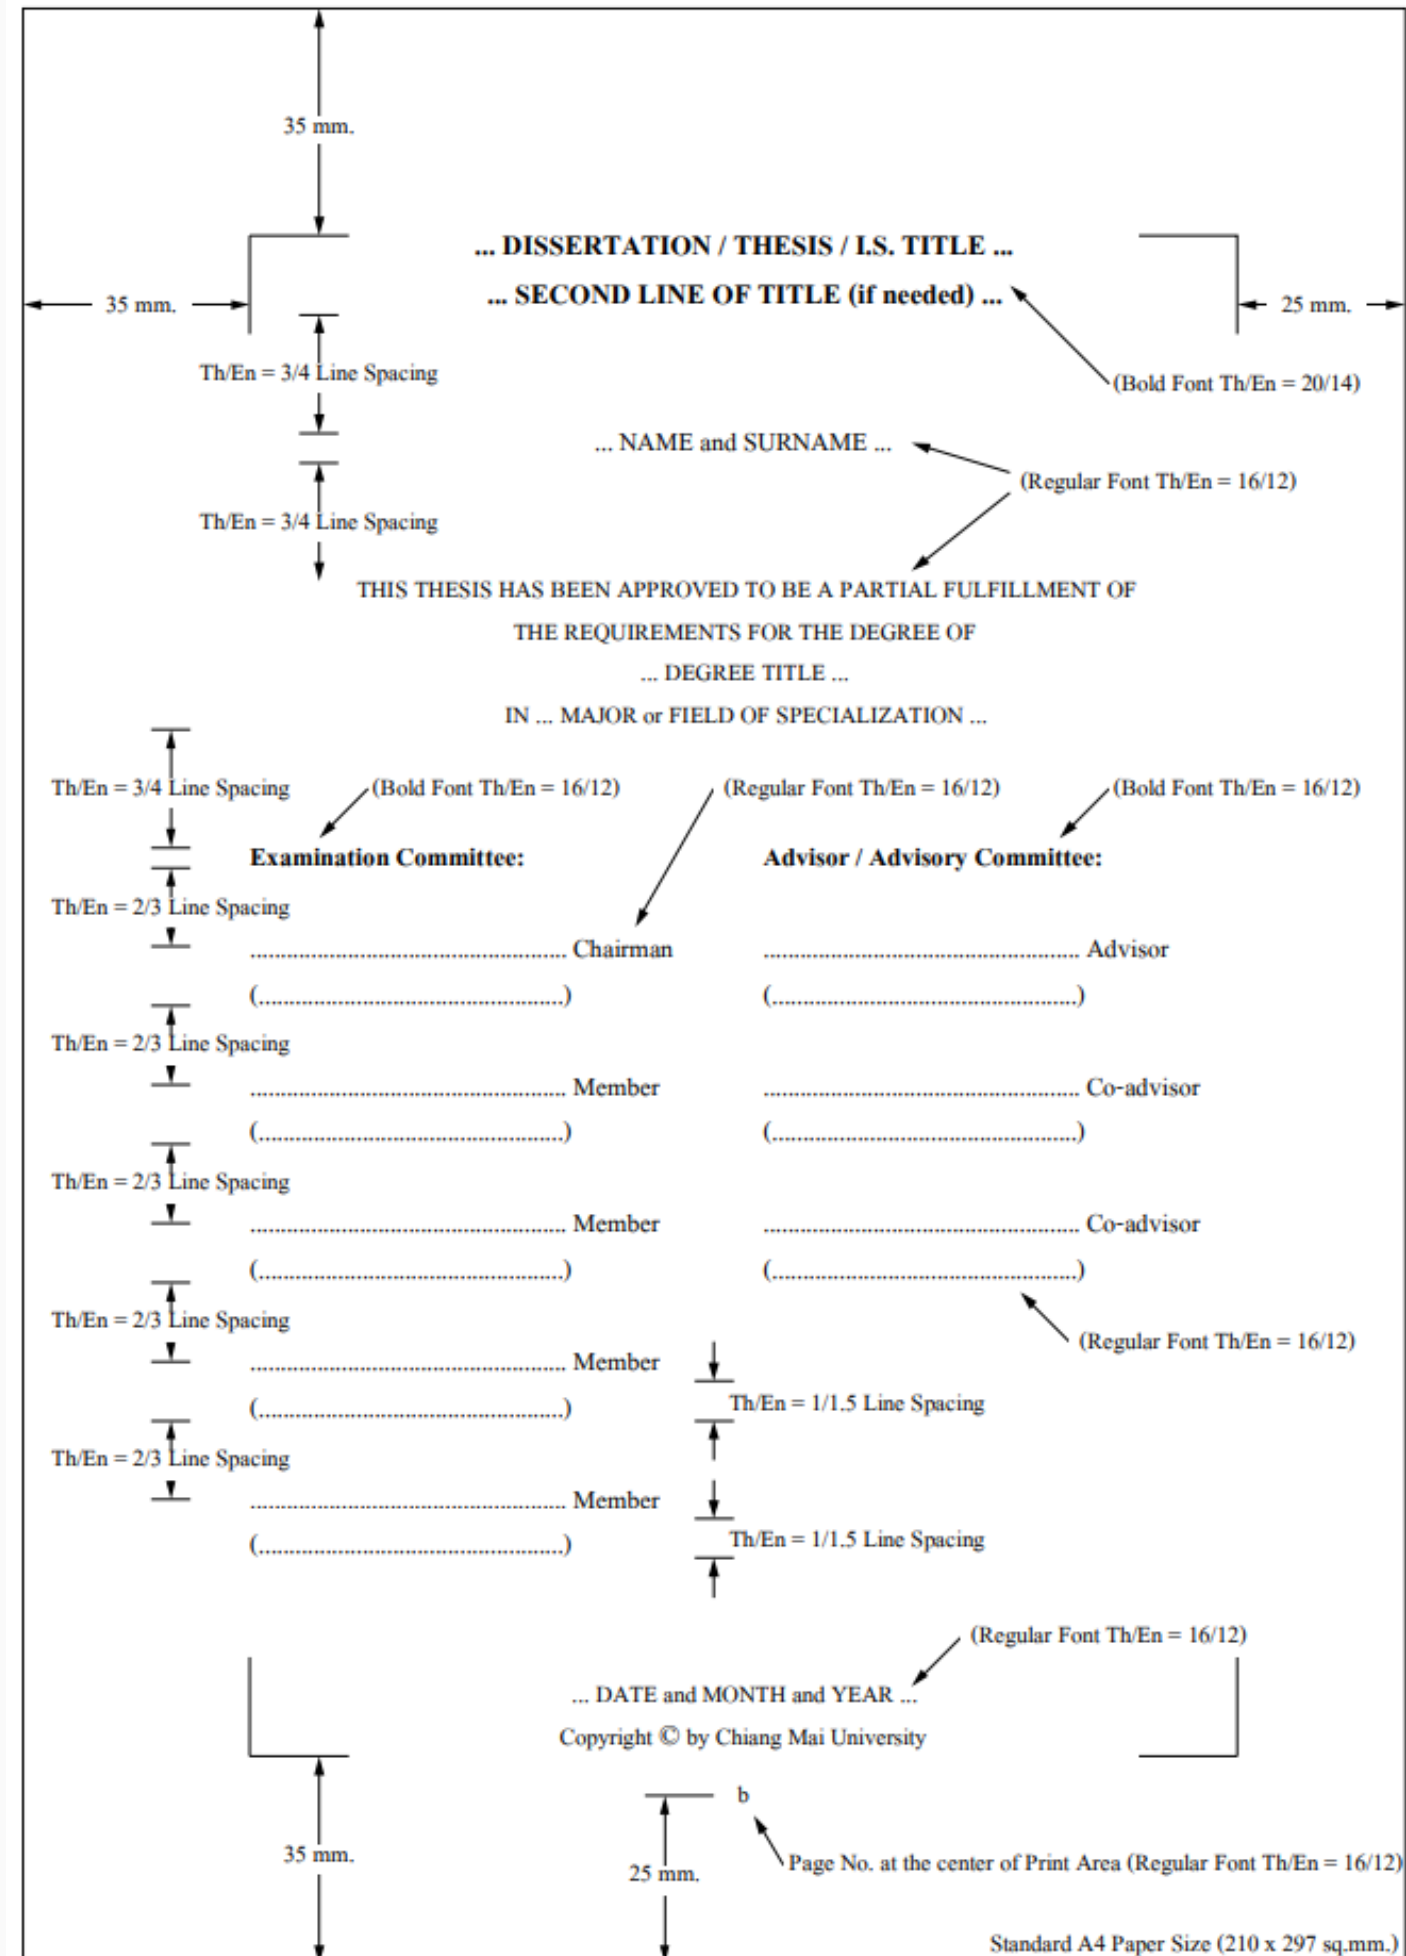 35 mm.
... DISSERTATION / THESIS / I.S. TITLE ...
35 mm.
... SECOND LINE OF TITLE (if needed) ...
25 mm.
Th/En = 3/4 Line Spacing
(Bold Font Th/En = 20/14)
... NAME and SURNAME ...
(Regular Font Th/En = 16/12)
Th/En = 3/4 Line Spacing
THIS THESIS HAS BEEN APPROVED TO BE A PARTIAL FULFILLMENT OF
THE REQUIREMENTS FOR THE DEGREE OF
... DEGREE TITLE ...
IN ... MAJOR or FIELD OF SPECIALIZATION ...
Th/En = 3/4 Line Spacing
(Bold Font Th/En = 16/12)
(Regular Font Th/En = 16/12)
(Bold Font Th/En = 16/12)
Examination Committee:
Advisor / Advisory Committee:
Th/En = 2/3 Line Spacing
.................................................... Chairman
.................................................... Advisor
(..................................................)
(..................................................)
Th/En = 2/3 Line Spacing
.................................................... Member
.................................................... Co-advisor
(..................................................)
(..................................................)
Th/En = 2/3 Line Spacing
.................................................... Member
.................................................... Co-advisor
(..................................................)
(..................................................)
Th/En = 2/3 Line Spacing
(Regular Font Th/En = 16/12)
.................................................... Member
(..................................................)
Th/En = 1/1.5 Line Spacing
Th/En = 2/3 Line Spacing
.................................................... Member
(..................................................)
Th/En = 1/1.5 Line Spacing
(Regular Font Th/En = 16/12)
... DATE and MONTH and YEAR ...
Copyright © by Chiang Mai University
b
35 mm.
25 mm.
Page No. at the center of Print Area (Regular Font Th/En = 16/12)
Standard A4 Paper Size (210 x 297 sq.mm.)